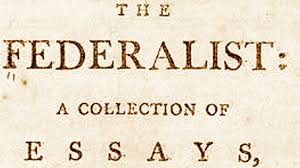 THE
FEDERALIST:
A COLLECTION OF
ESSAYS,